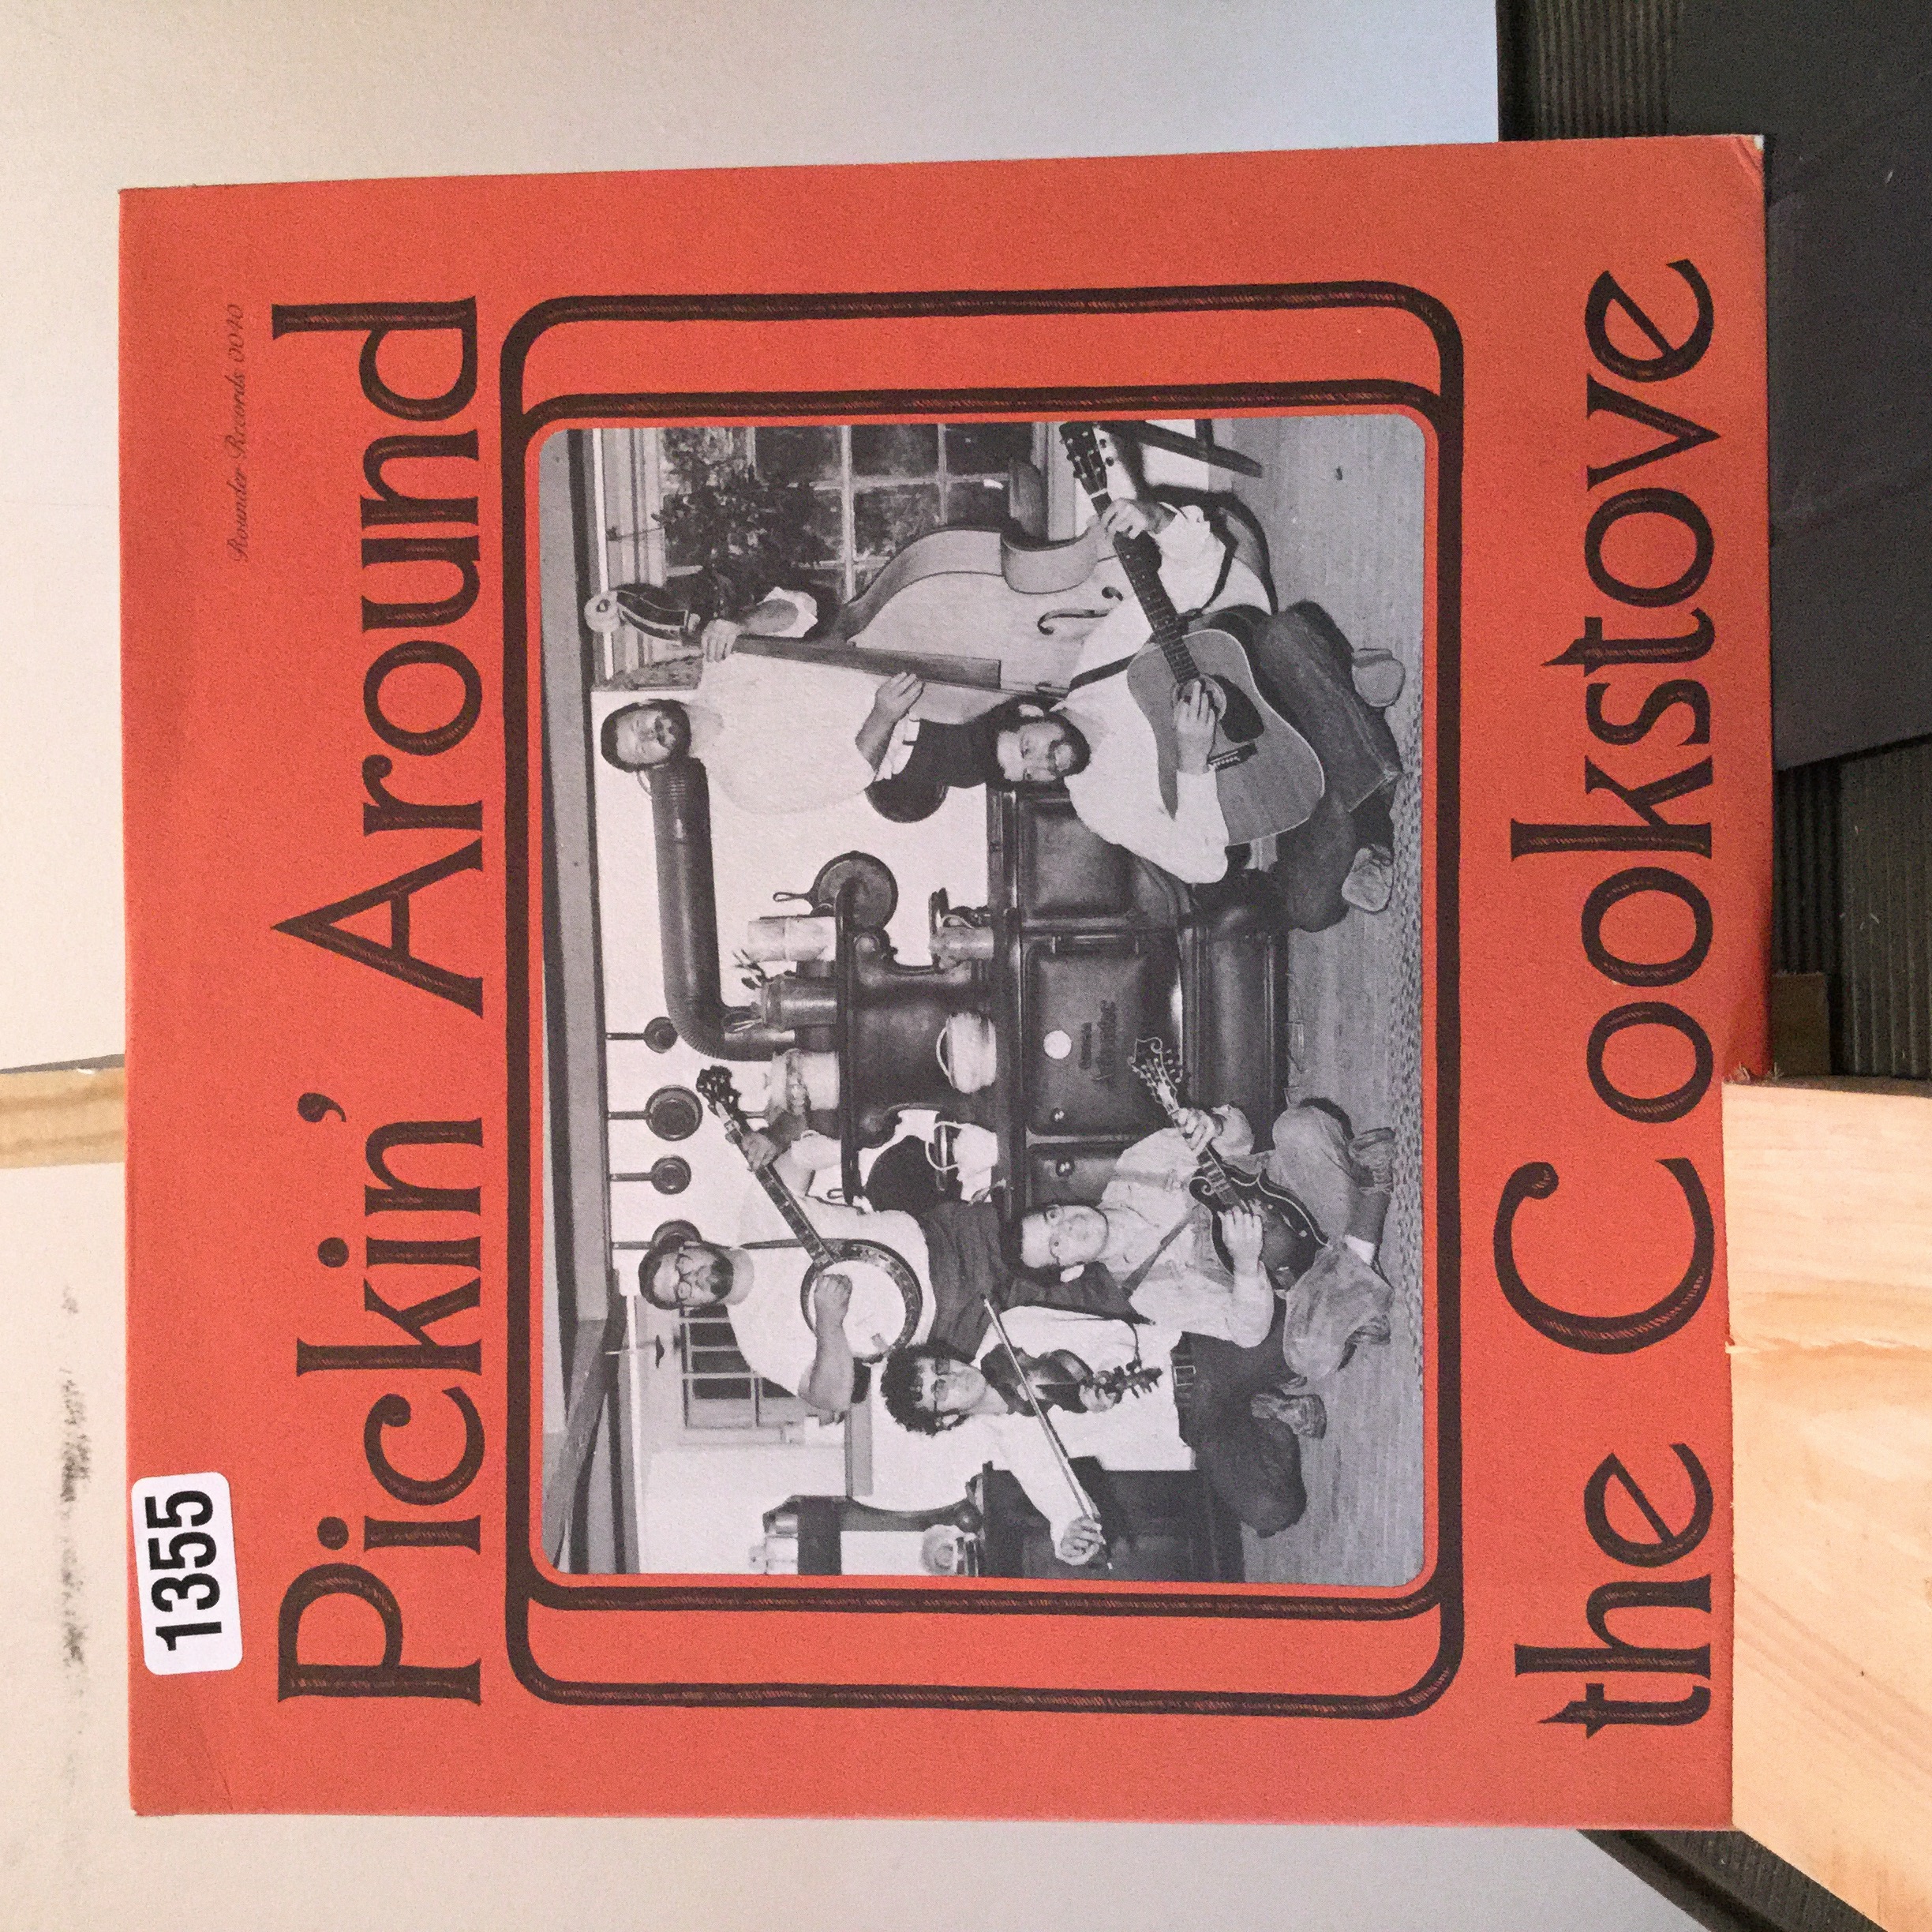 1355
Rounder Records 0040
Pickin' Around
the Cookstove